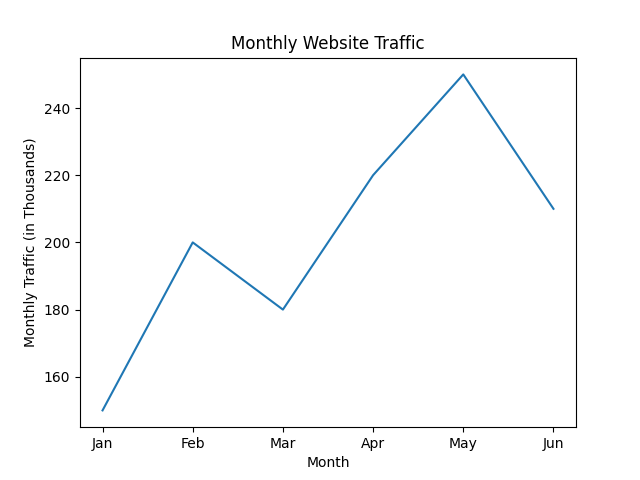 Monthly Website Traffic
Monthly Traffic (in Thousands)
240
220
200
180
160
Jan Feb Mar Apr May Jun
Month